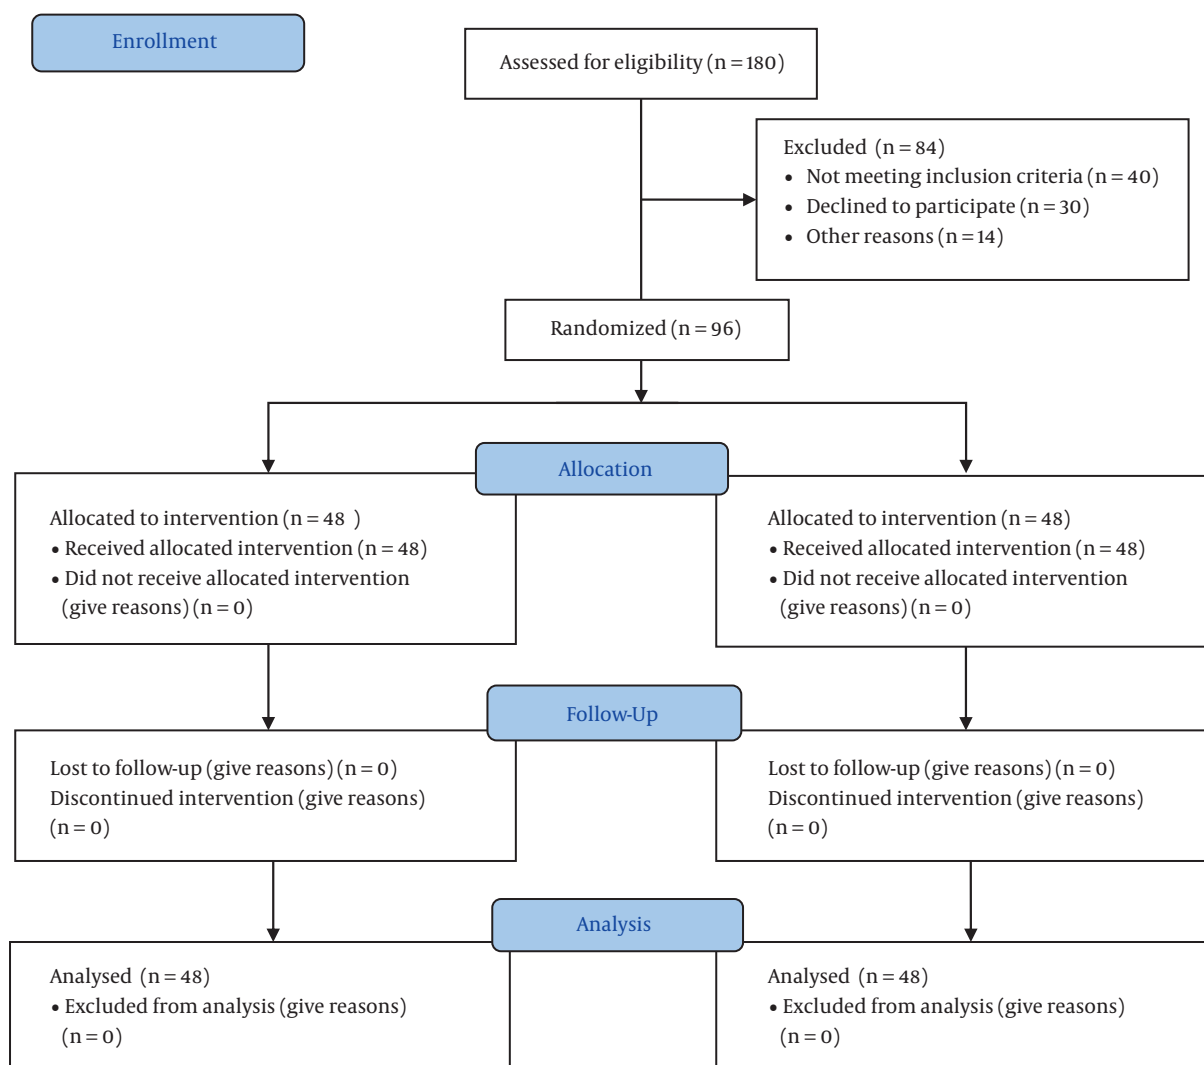 Enrollment
Assessed for eligibility (n = 180)
Excluded (n = 84)
• Not meeting inclusion criteria (n = 40)
• Declined to participate (n = 30)
• Other reasons (n = 14)
Randomized (n = 96)
Allocation
Allocated to intervention (n = 48 )
• Received allocated intervention (n = 48)
• Did not receive allocated intervention
(give reasons) (n = 0)
Allocated to intervention (n = 48)
• Received allocated intervention (n = 48)
• Did not receive allocated intervention
(give reasons) (n = 0)
Follow-Up
Lost to follow-up (give reasons) (n = 0)
Discontinued intervention (give reasons)
(n = 0)
Lost to follow-up (give reasons) (n = 0)
Discontinued intervention (give reasons)
(n = 0)
Analysis
Analysed (n = 48)
• Excluded from analysis (give reasons)
(n = 0)
Analysed (n = 48)
• Excluded from analysis (give reasons)
(n = 0)